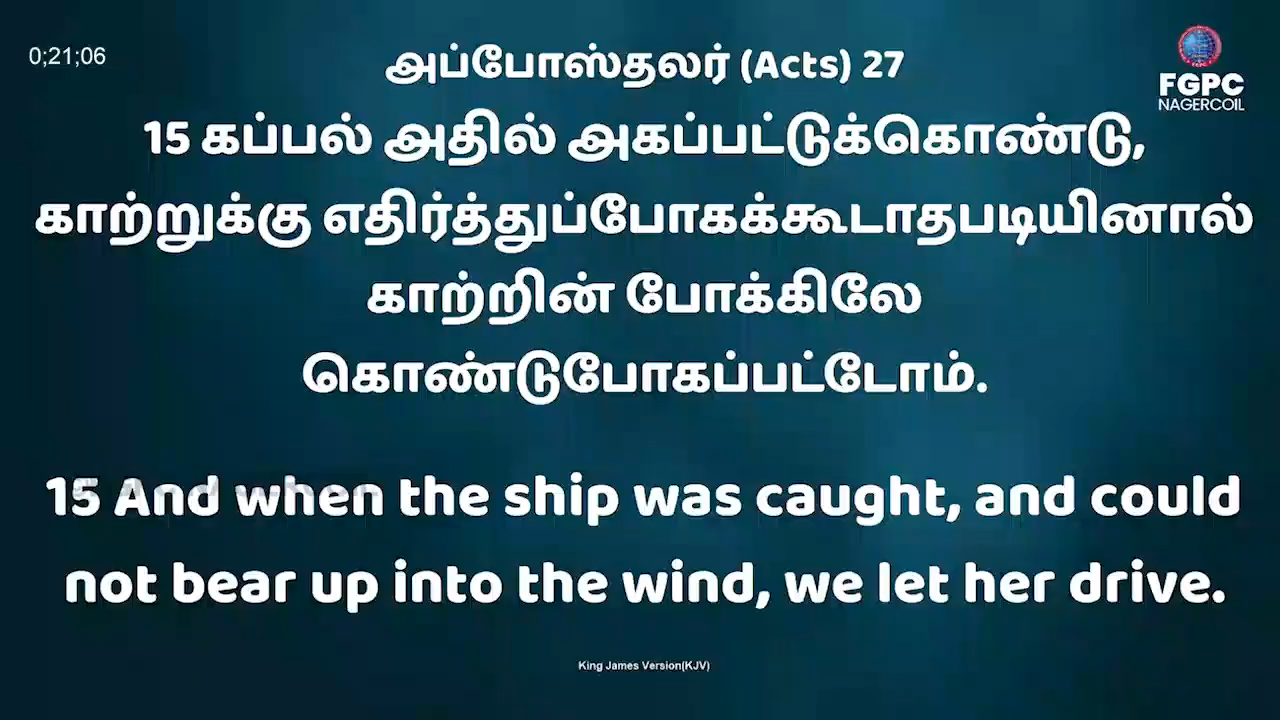 0;21;06
அப்போஸ்தலர் (Acts) 27
FGPC
NAGERCOIL
15 கப்பல் அதில் அகப்பட்டுக்கொண்டு,
காற்றுக்கு எதிர்த்துப்போகக்கூடாதபடியினால்
காற்றின் போக்கிலே
கொண்டுபோகப்பட்டோம்.
15 And when the ship was caught, and could
not bear up into the wind, we let her drive.
King James Version(KJV)